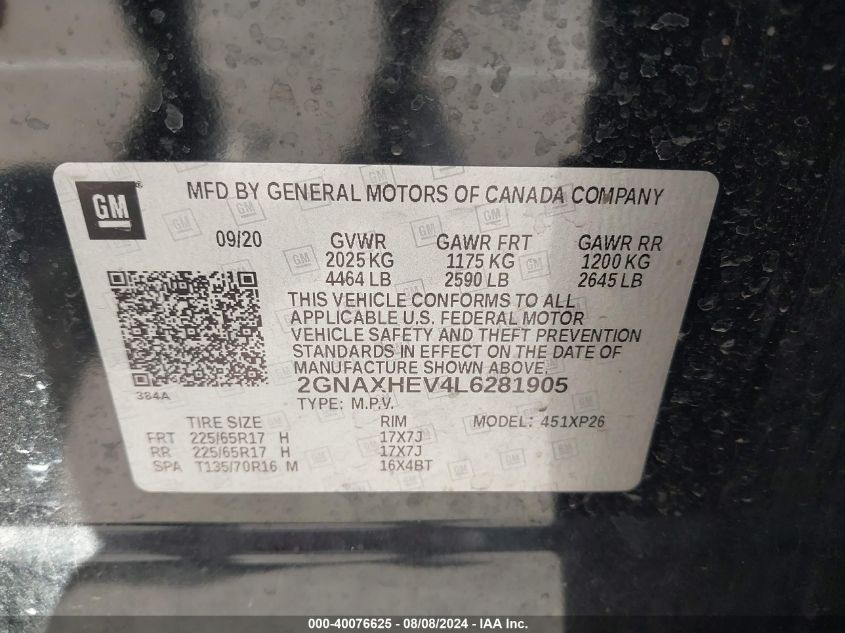 GM
MFD BY GENERAL MOTORS OF CANADA COMPANY
09/20 GVWR GAWR FRT GAWR RR
2025 KG 1175 KG 1200 KG
4464 LB 2590 LB 2645 LB
THIS VEHICLE CONFORMS TO ALL
APPLICABLE U.S. FEDERAL MOTOR
VEHICLE SAFETY AND THEFT PREVENTION
STANDARDS IN EFFECT ON THE DATE OF
MANUFACTURE SHOWN ABOVE.
384A
2GNAXHEV4L6281905
TYPE: M.P.V.
TIRE SIZE RIM MODEL: 451XP26
FRT 225/65R17 H 17X7J
RR 225/65R17 H 17X7J
SPA T135/70R16 M 16X4BT
000-40076625 - 08/08/2024 - IAA Inc.